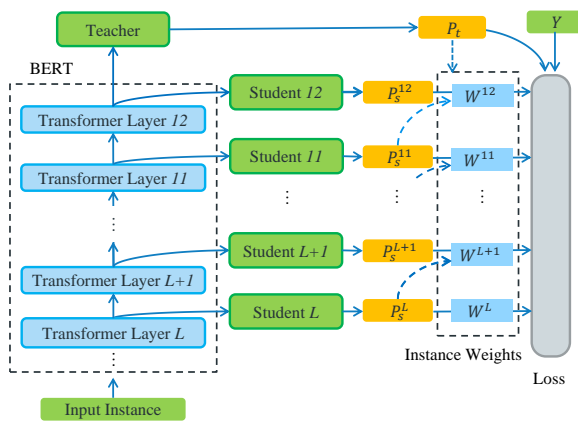 Teacher
P_t
Y
BERT
Transformer Layer 12
Student 12
P_s^{12}
W^{12}
Transformer Layer 11
Student 11
P_s^{11}
W^{11}
⋮ ⋮ ⋮ ⋮
Transformer Layer L+1
Student L+1
P_s^{L+1}
W^{L+1}
Transformer Layer L
Student L
P_s^L
W^L
⋮
Instance Weights
Loss
Input Instance